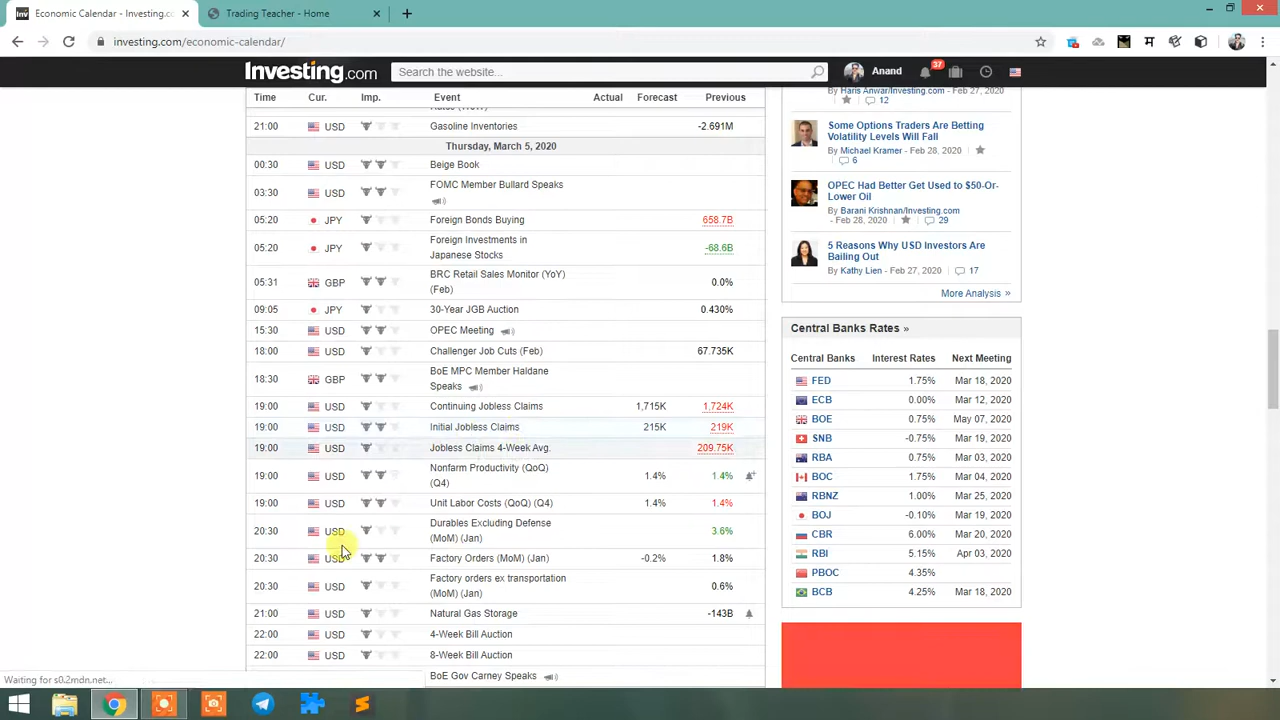 Economic Calendar - Investing.co
Trading Teacher - Home
investing.com/economic-calendar/
Investing.com
Search the website...
Anand
37
Time Cur. Imp. Event Actual Forecast Previous
21:00 USD Gasoline Inventories -2.691M
Thursday, March 5, 2020
00:30 USD Beige Book
03:30 USD FOMC Member Bullard Speaks
05:20 JPY Foreign Bonds Buying 658.7B
05:20 JPY Foreign Investments in
Japanese Stocks -68.6B
05:31 GBP BRC Retail Sales Monitor (YoY)
(Feb) 0.0%
09:05 JPY 30-Year JGB Auction 0.430%
15:30 USD OPEC Meeting
18:00 USD Challenger Job Cuts (Feb) 67.735K
18:30 GBP BoE MPC Member Haldane
Speaks
19:00 USD Continuing Jobless Claims 1,715K 1,724K
19:00 USD Initial Jobless Claims 215K 219K
19:00 USD Jobless Claims 4-Week Avg. 209.75K
19:00 USD Nonfarm Productivity (QoQ)
(Q4) 1.4% 1.4%
19:00 USD Unit Labor Costs (QoQ) (Q4) 1.4% 1.4%
20:30 USD Durables Excluding Defense
(MoM) (Jan) 3.6%
20:30 USD Factory Orders (MoM) (Jan) -0.2% 1.8%
20:30 USD Factory orders ex transportation
(MoM) (Jan) 0.6%
21:00 USD Natural Gas Storage -143B
22:00 USD 4-Week Bill Auction
22:00 USD 8-Week Bill Auction
BoE Gov Carney Speaks
By Haris Anwar/Investing.com - Feb 27, 2020
12
Some Options Traders Are Betting
Volatility Levels Will Fall
By Michael Kramer - Feb 28, 2020
6
OPEC Had Better Get Used to $50-Or-
Lower Oil
By Barani Krishnan/Investing.com
- Feb 28, 2020 29
5 Reasons Why USD Investors Are
Bailing Out
By Kathy Lien - Feb 27, 2020 17
More Analysis »
Central Banks Rates »
Central Banks Interest Rates Next Meeting
FED 1.75% Mar 18, 2020
ECB 0.00% Mar 12, 2020
BOE 0.75% May 07, 2020
SNB -0.75% Mar 19, 2020
RBA 0.75% Mar 03, 2020
BOC 1.75% Mar 04, 2020
RBNZ 1.00% Mar 25, 2020
BOJ -0.10% Mar 19, 2020
CBR 6.00% Mar 20, 2020
RBI 5.15% Apr 03, 2020
PBOC 4.35%
BCB 4.25% Mar 18, 2020
Waiting for s0.2mdn.net...